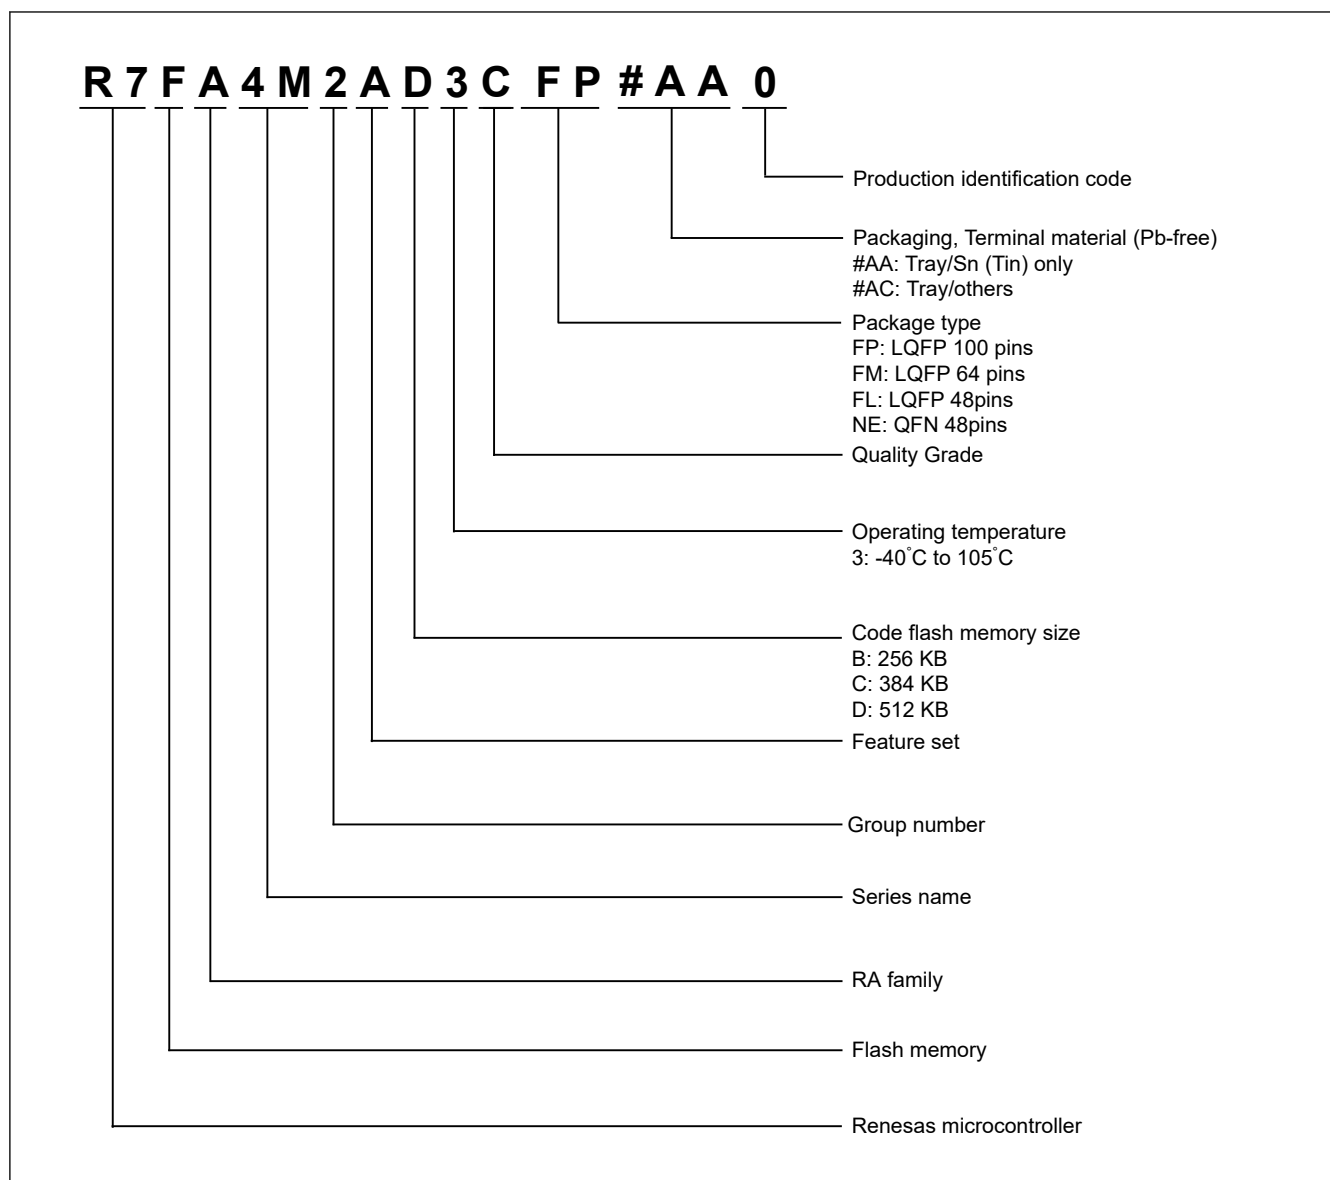 R7FA4M2AD3CFP#AA0
Production identification code
Packaging, Terminal material (Pb-free)
#AA: Tray/Sn (Tin) only
#AC: Tray/others
Package type
FP: LQFP 100 pins
FM: LQFP 64 pins
FL: LQFP 48pins
NE: QFN 48pins
Quality Grade
Operating temperature
3: -40°C to 105°C
Code flash memory size
B: 256 KB
C: 384 KB
D: 512 KB
Feature set
Group number
Series name
RA family
Flash memory
Renesas microcontroller